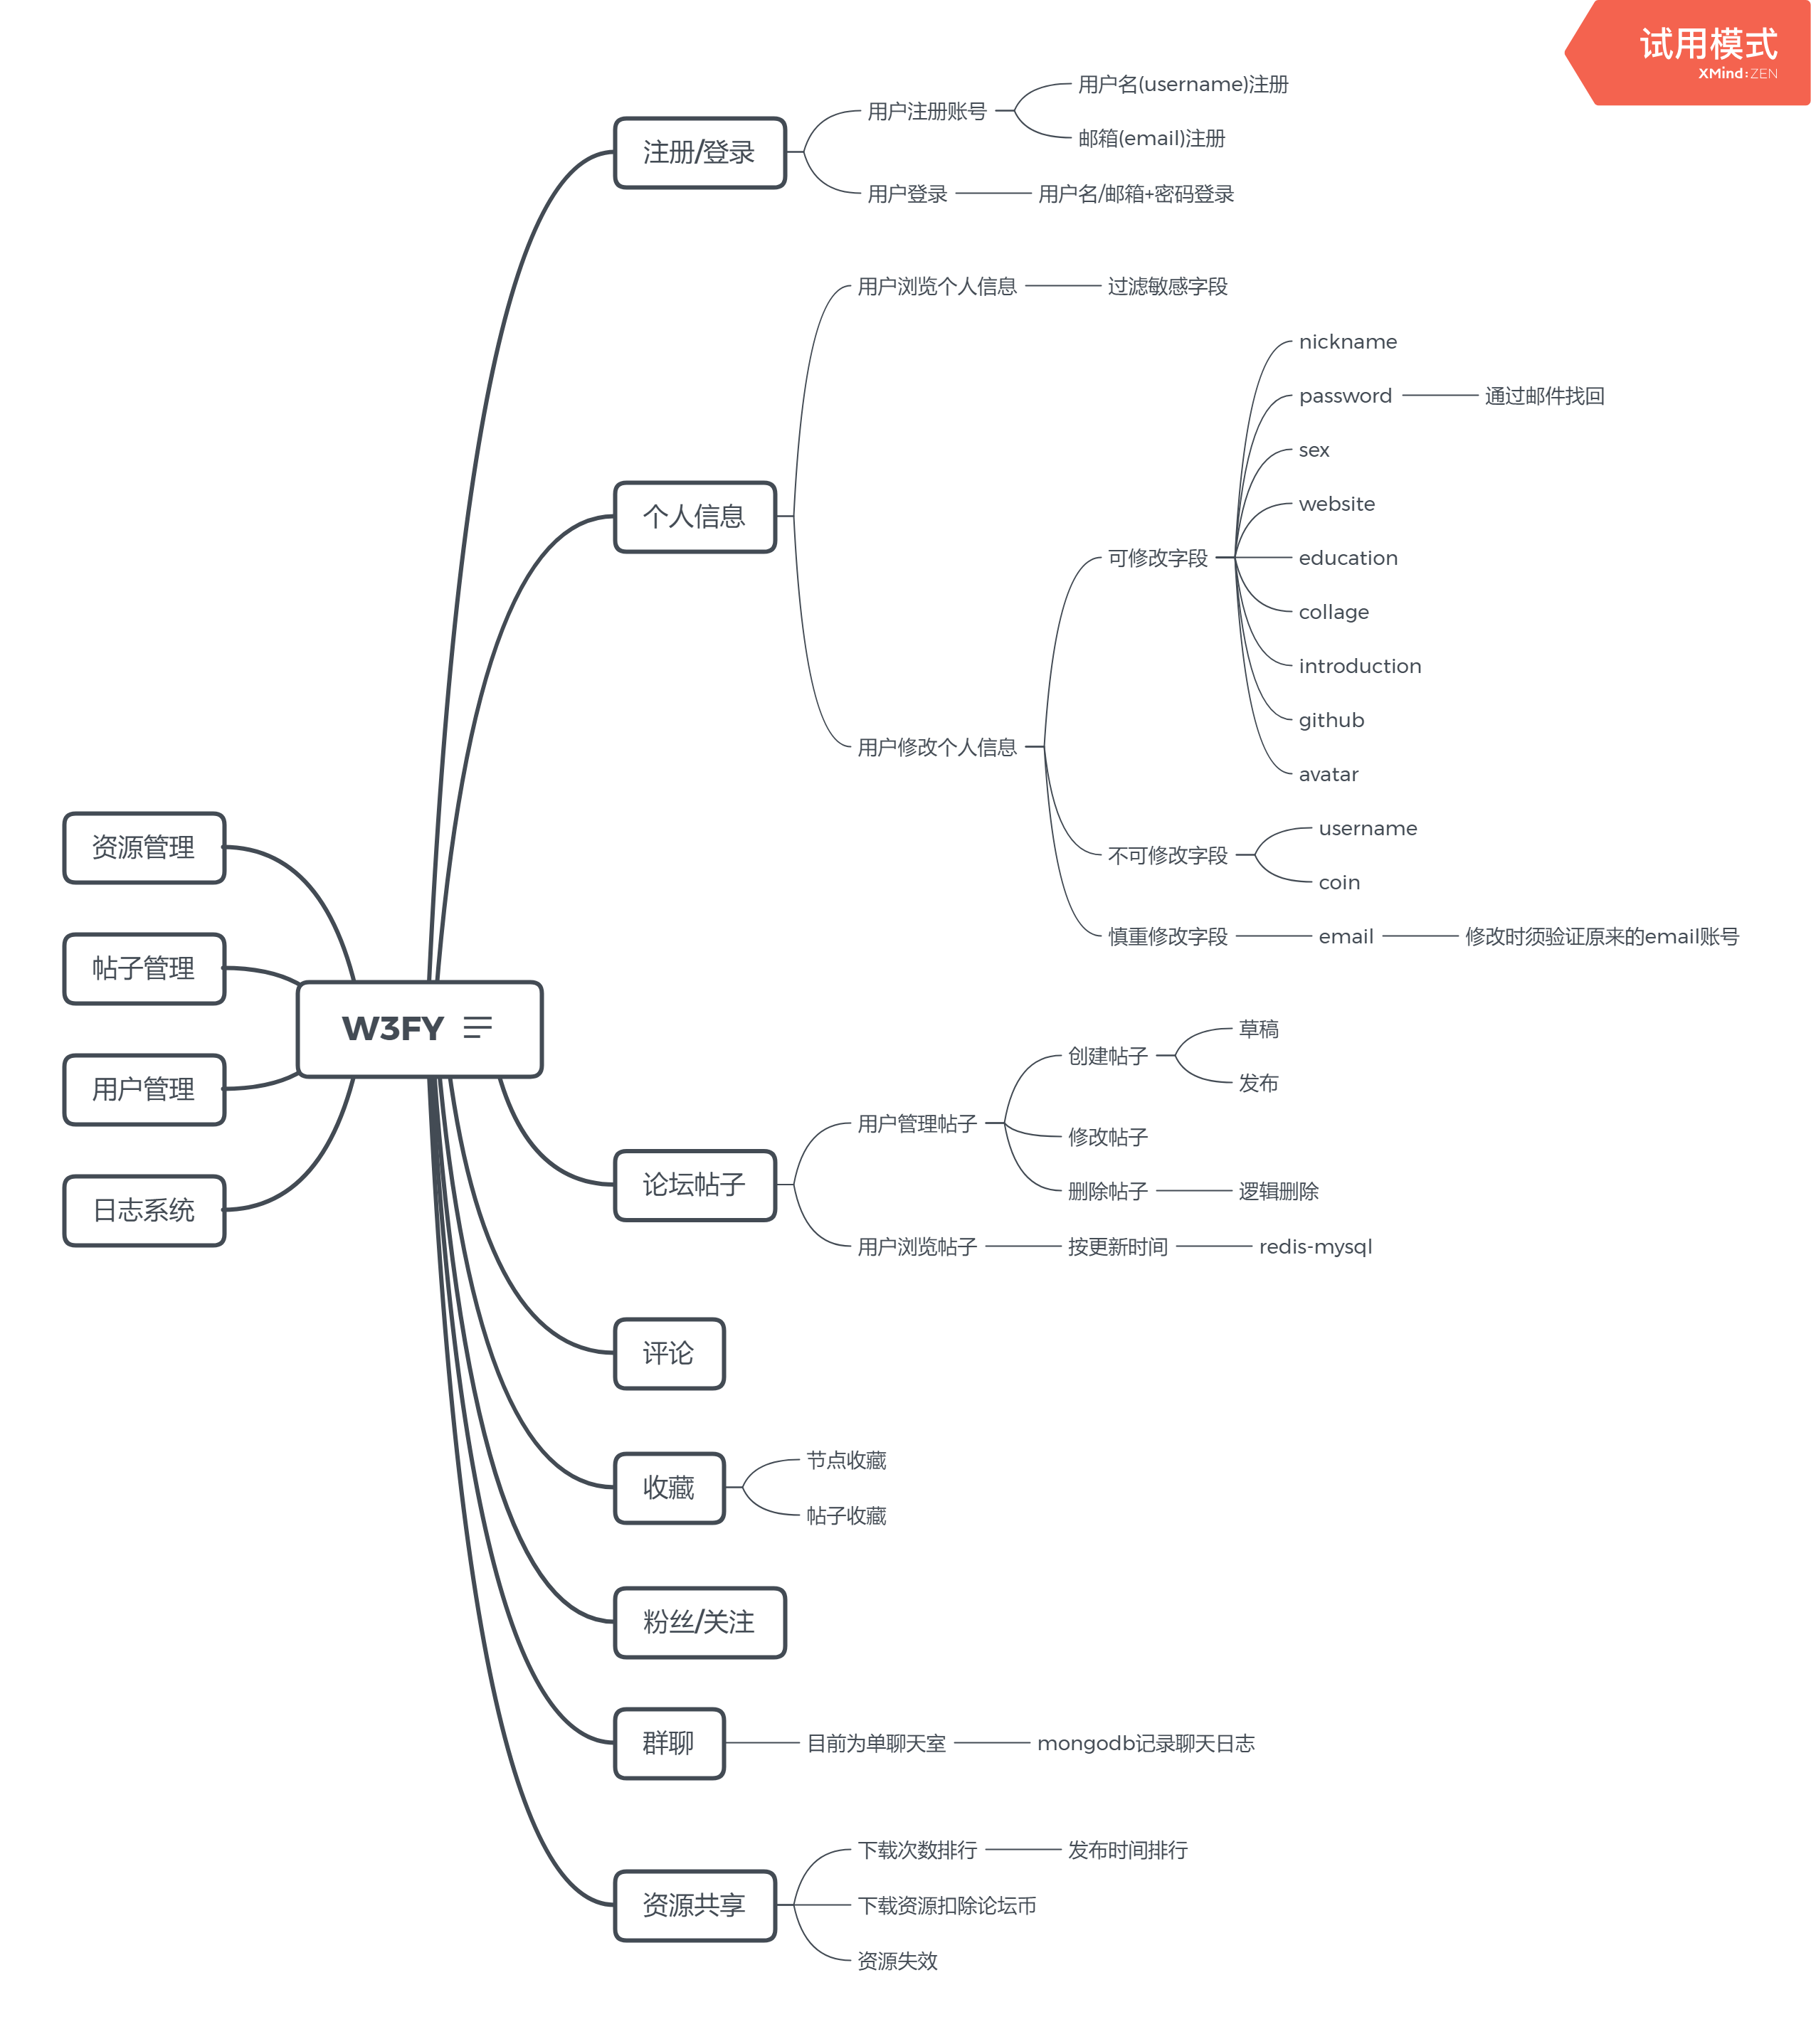 试用模式
XMind:ZEN
注册/登录
用户注册账号
用户名(username)注册
邮箱(email)注册
用户登录
用户名/邮箱+密码登录
个人信息
用户浏览个人信息
过滤敏感字段
用户修改个人信息
可修改字段
nickname
password
通过邮件找回
sex
website
education
collage
introduction
github
avatar
不可修改字段
username
coin
慎重修改字段
email
修改时须验证原来的email账号
资源管理
帖子管理
用户管理
日志系统
W3FY
论坛帖子
用户管理帖子
创建帖子
草稿
发布
修改帖子
删除帖子
逻辑删除
用户浏览帖子
按更新时间
redis-mysql
评论
收藏
节点收藏
帖子收藏
粉丝/关注
群聊
目前为单聊天室
mongodb记录聊天日志
资源共享
下载次数排行
发布时间排行
下载资源扣除论坛币
资源失效